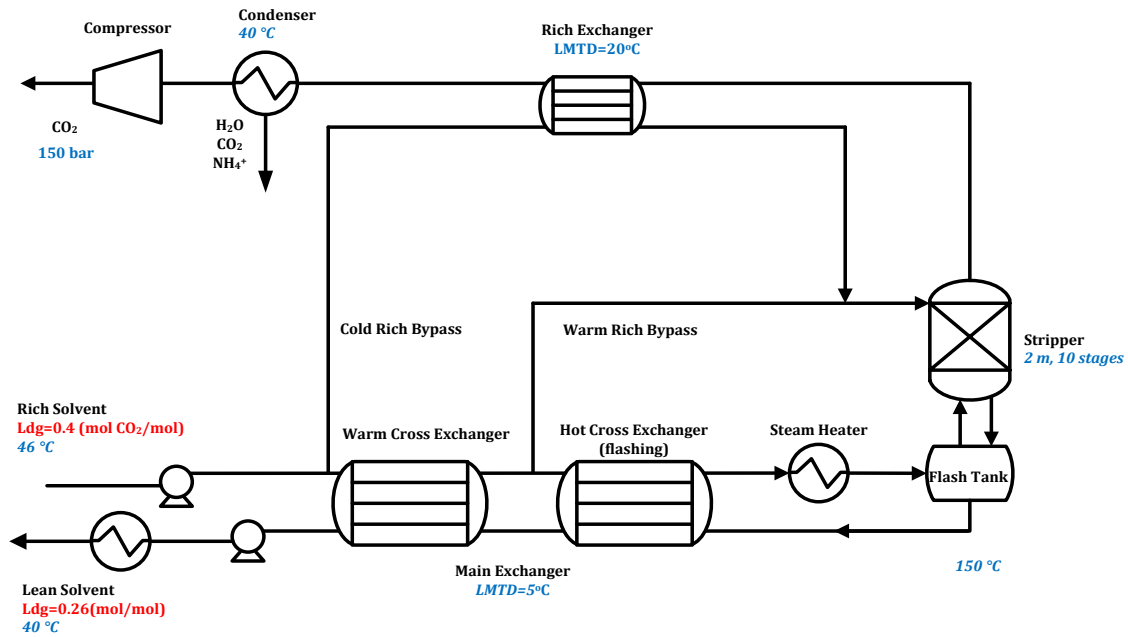 Compressor
CO₂
150 bar
Condenser
40 °C
H₂O
CO₂
NH₄⁺
Rich Exchanger
LMTD=20ºC
Cold Rich Bypass
Warm Rich Bypass
Stripper
2 m, 10 stages
Rich Solvent
Ldg=0.4 (mol CO₂/mol)
46 °C
Warm Cross Exchanger
Hot Cross Exchanger
(flashing)
Steam Heater
Flash Tank
Main Exchanger
LMTD=5ºC
150 °C
Lean Solvent
Ldg=0.26(mol/mol)
40 °C